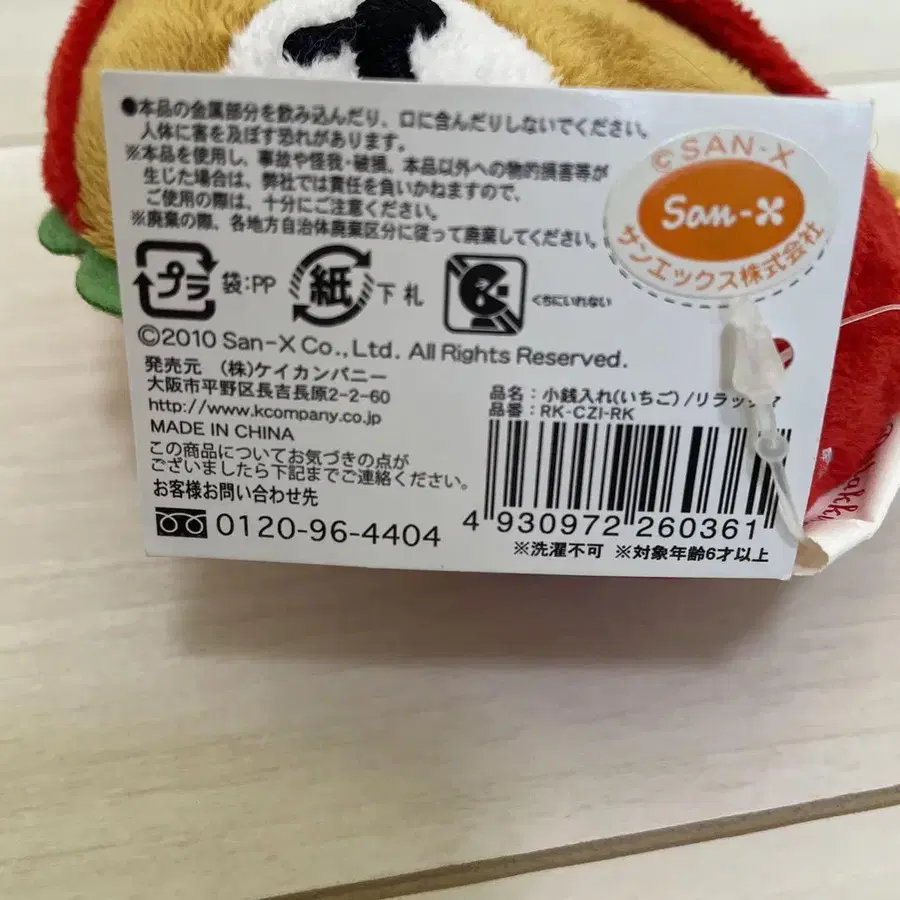 ●本品の金属部分を飲み込んだり、口に含んだりしないでください。
人体に害を及ぼす恐れがあります。
※本品を使用し、事故や怪我・破損、本品以外への物的損害等が
生じた場合は、弊社では責任を負いかねますので、
ご使用の際は、十分にご注意ください。
※廃棄の際、各地方自治体廃棄区分に従って廃棄してください。
©SAN-X
San-X
サンエックス株式会社
プラ 袋:PP 紙 下札 くちにいれない
©2010 San-X Co., Ltd. All Rights Reserved.
発売元 (株)ケイカンパニー
大阪市平野区長吉長原2-2-60
http://www.kcompany.co.jp
MADE IN CHINA
この商品についてお気づきの点が
ございましたら下記までご連絡ください。
お客様お問い合わせ先
0120-96-4404
品名:小銭入れ(いちご)/リラックマ
品番:RK-CZI-RK
4 930972 260361
※洗濯不可 ※対象年齢6才以上